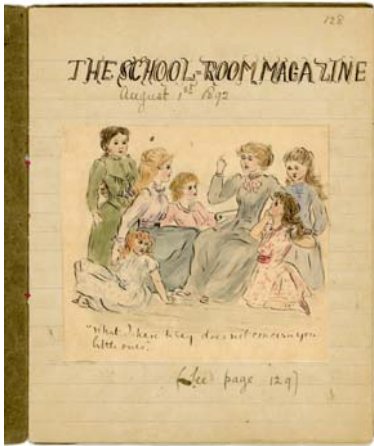 128
THE SCHOOL-ROOM MAGAZINE
August 1st 1892
"What I have to say does not concern you
little ones."
(See page 129)